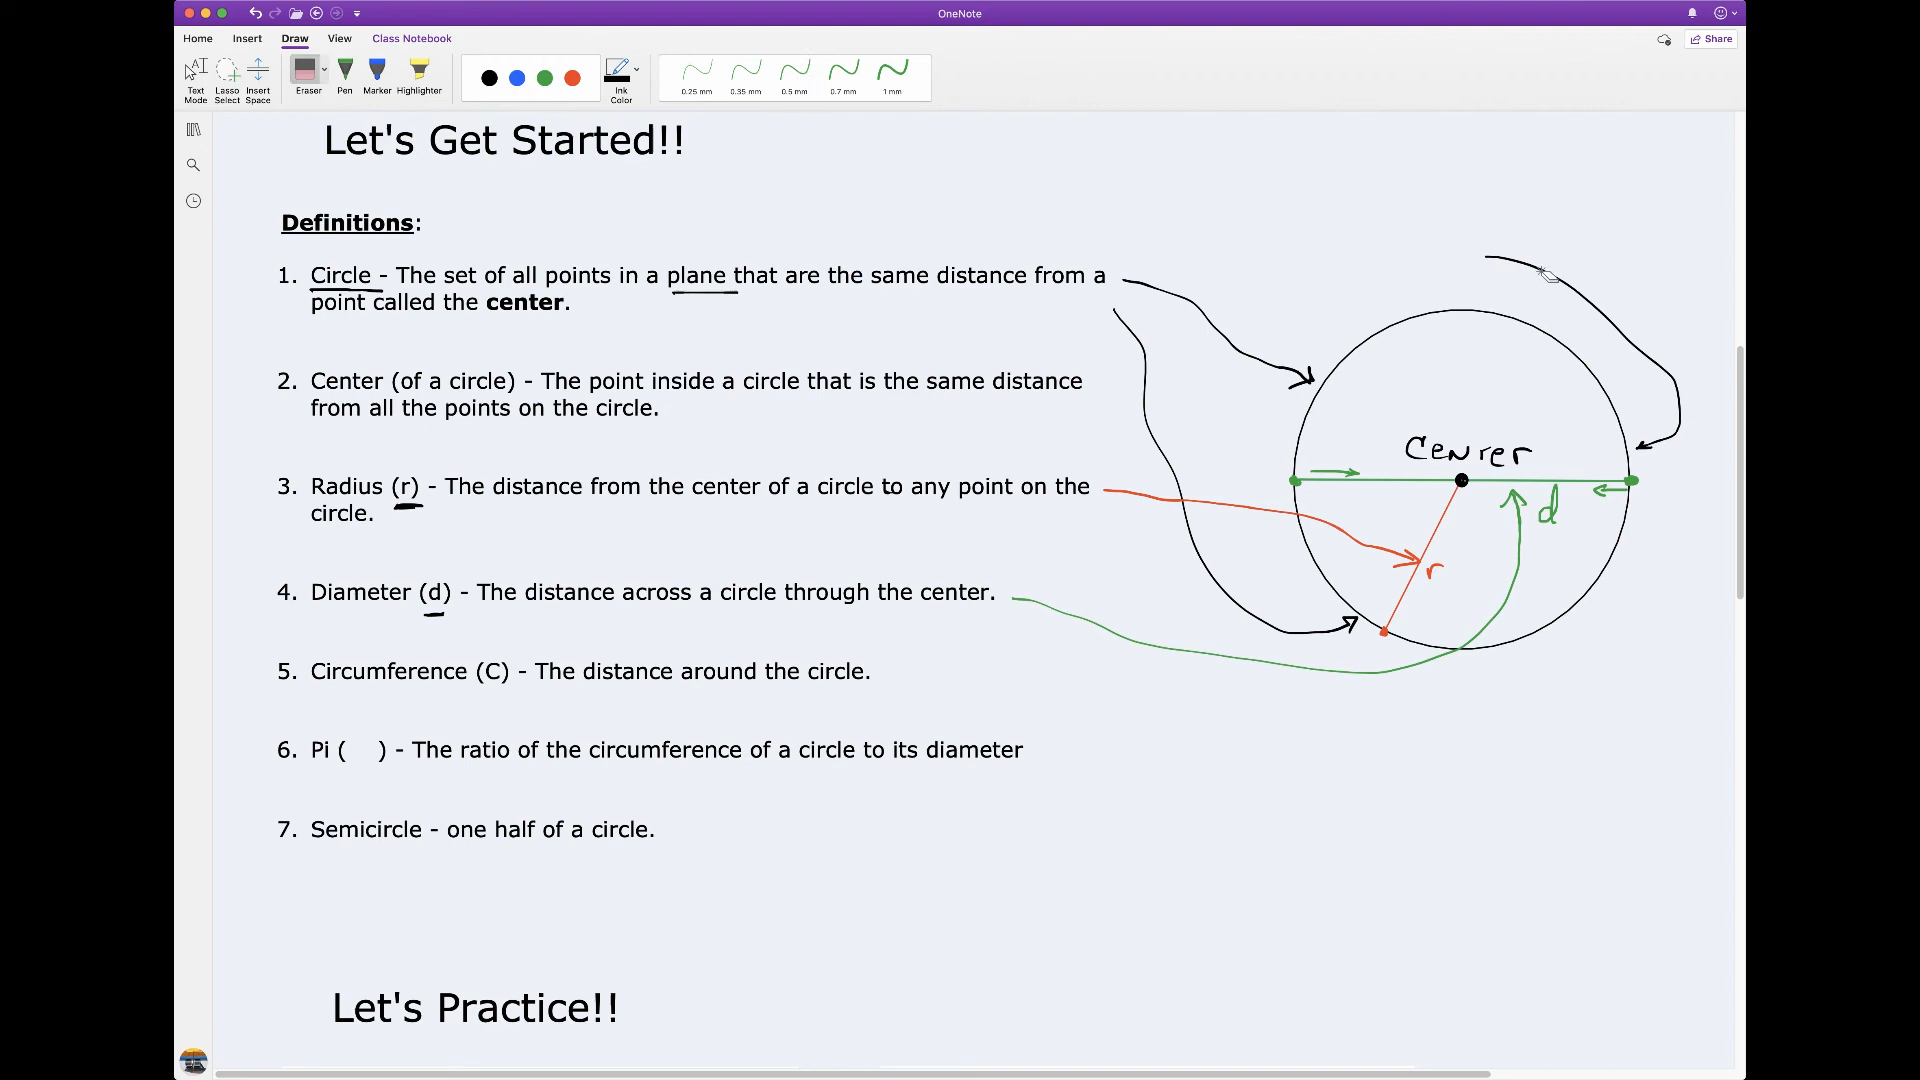 OneNote
Home Insert Draw View Class Notebook Share
Text Mode
Lasso Select
Insert Space
Eraser
Pen
Marker
Highlighter
Ink Color
0.25 mm 0.35 mm 0.5 mm 0.7 mm 1 mm
Let's Get Started!!
Definitions:
1. Circle - The set of all points in a plane that are the same distance from a
point called the center.
2. Center (of a circle) - The point inside a circle that is the same distance
from all the points on the circle.
3. Radius (r) - The distance from the center of a circle to any point on the
circle.
4. Diameter (d) - The distance across a circle through the center.
5. Circumference (C) - The distance around the circle.
6. Pi ( ) - The ratio of the circumference of a circle to its diameter
7. Semicircle - one half of a circle.
Center
d
r
Let's Practice!!